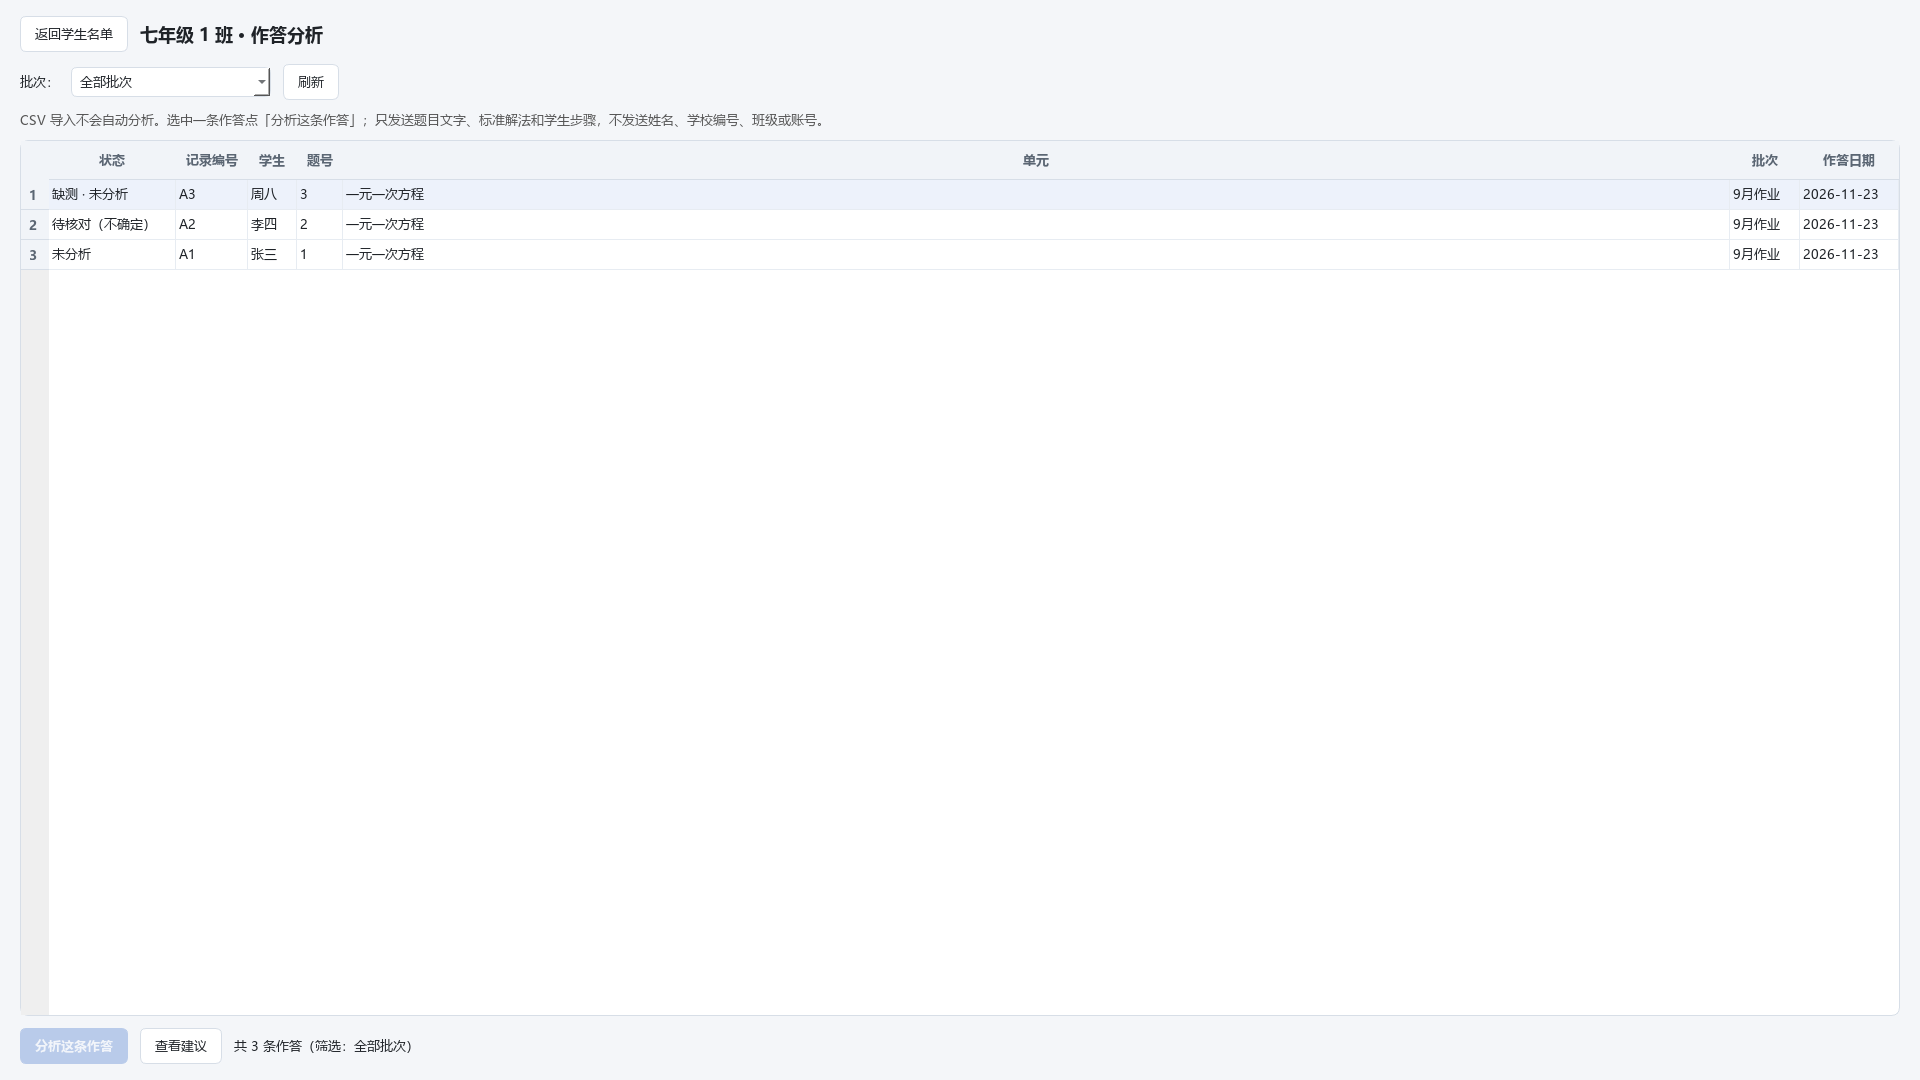 返回学生名单 七年级 1 班 • 作答分析
批次： 全部批次 刷新
CSV 导入不会自动分析。选中一条作答点「分析这条作答」；只发送题目文字、标准解法和学生步骤，不发送姓名、学校编号、班级或账号。
状态 记录编号 学生 题号 单元 批次 作答日期
1 缺测 · 未分析 A3 周八 3 一元一次方程 9月作业 2026-11-23
2 待核对（不确定） A2 李四 2 一元一次方程 9月作业 2026-11-23
3 未分析 A1 张三 1 一元一次方程 9月作业 2026-11-23
分析这条作答 查看建议 共 3 条作答（筛选：全部批次）